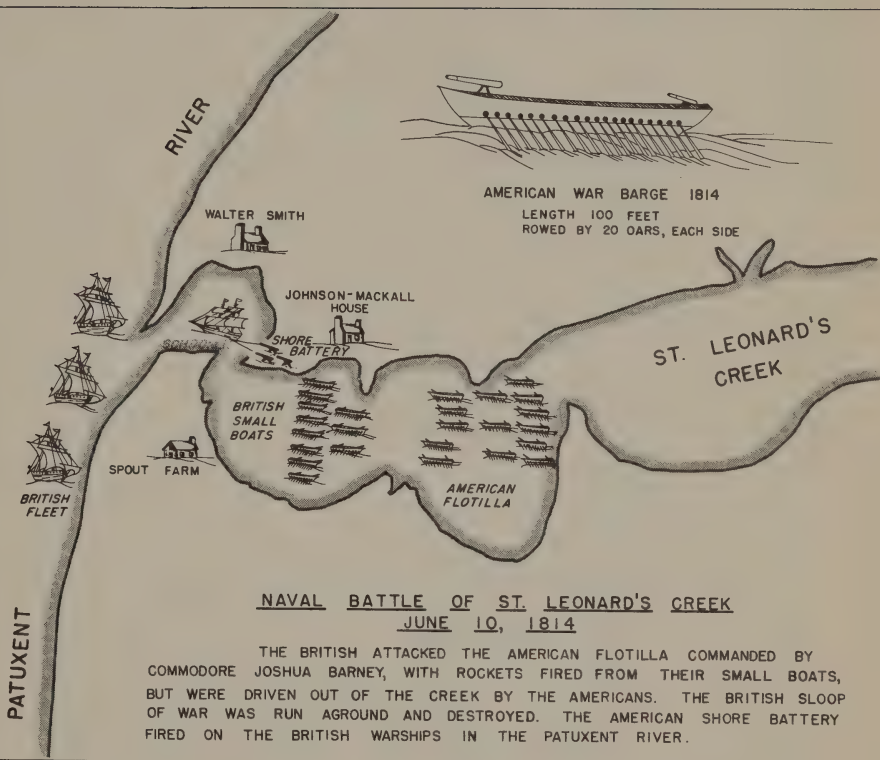 RIVER
AMERICAN WAR BARGE 1814
LENGTH 100 FEET
ROWED BY 20 OARS, EACH SIDE
WALTER SMITH
JOHNSON-MACKALL
HOUSE
SHORE
BATTERY
ST. LEONARD'S
CREEK
BRITISH
SMALL
BOATS
SPOUT FARM
BRITISH
FLEET
AMERICAN
FLOTILLA
PATUXENT
NAVAL BATTLE OF ST. LEONARD'S CREEK
JUNE 10, 1814
THE BRITISH ATTACKED THE AMERICAN FLOTILLA COMMANDED BY
COMMODORE JOSHUA BARNEY, WITH ROCKETS FIRED FROM THEIR SMALL BOATS,
BUT WERE DRIVEN OUT OF THE CREEK BY THE AMERICANS. THE BRITISH SLOOP
OF WAR WAS RUN AGROUND AND DESTROYED. THE AMERICAN SHORE BATTERY
FIRED ON THE BRITISH WARSHIPS IN THE PATUXENT RIVER.